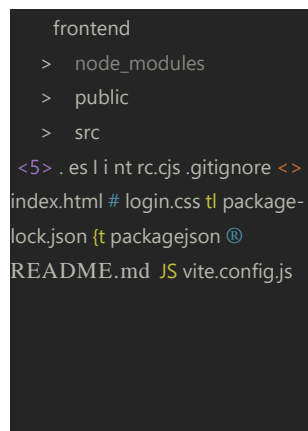 frontend
> node_modules
> public
> src
<5> . es l i nt rc.cjs .gitignore <>
index.html # login.css tl package-
lock.json {t packagejson ®
README.md JS vite.config.js